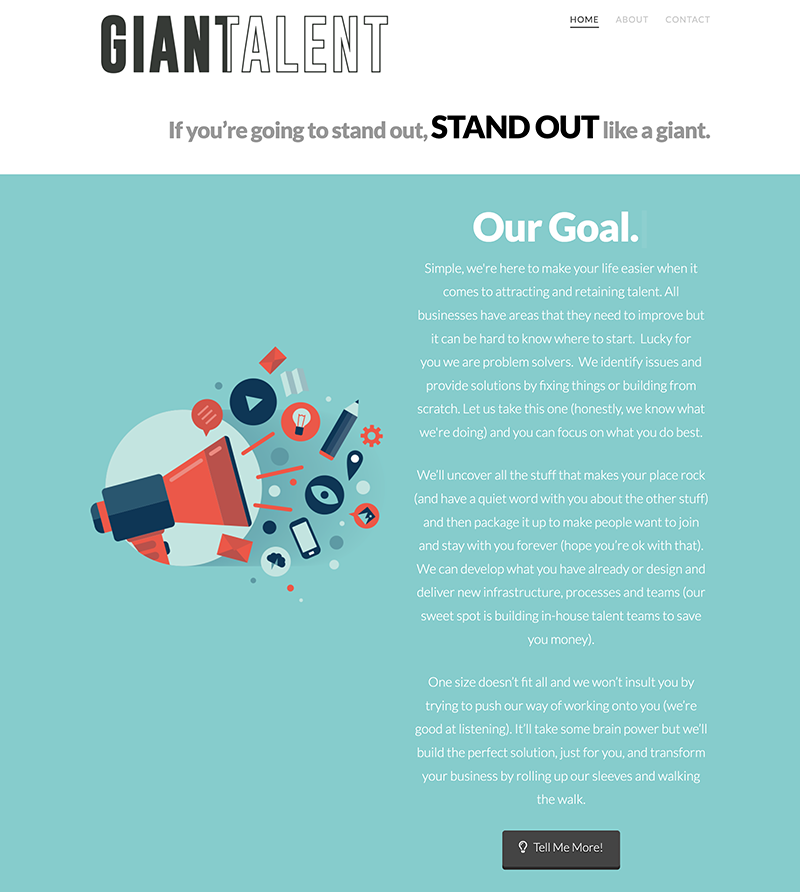 GIANTTALENT
HOME ABOUT CONTACT
If you're going to stand out, STAND OUT like a giant.
Our Goal.
Simple, we're here to make your life easier when it
comes to attracting and retaining talent. All
businesses have areas that they need to improve but
it can be hard to know where to start.  Lucky for
you we are problem solvers.  We identify issues and
provide solutions by fixing things or building from
scratch. Let us take this one (honestly, we know what
we're doing) and you can focus on what you do best.
We'll uncover all the stuff that makes your place rock
(and have a quiet word with you about the other stuff)
and then package it up to make people want to join
and stay with you forever (hope you're ok with that).
We can develop what you have already or design and
deliver new infrastructure, processes and teams (our
sweet spot is building in-house talent teams to save
you money).
One size doesn't fit all and we won't insult you by
trying to push our way of working onto you (we're
good at listening). It'll take some brain power but we'll
build the perfect solution, just for you, and transform
your business by rolling up our sleeves and walking
the walk.
Tell Me More!